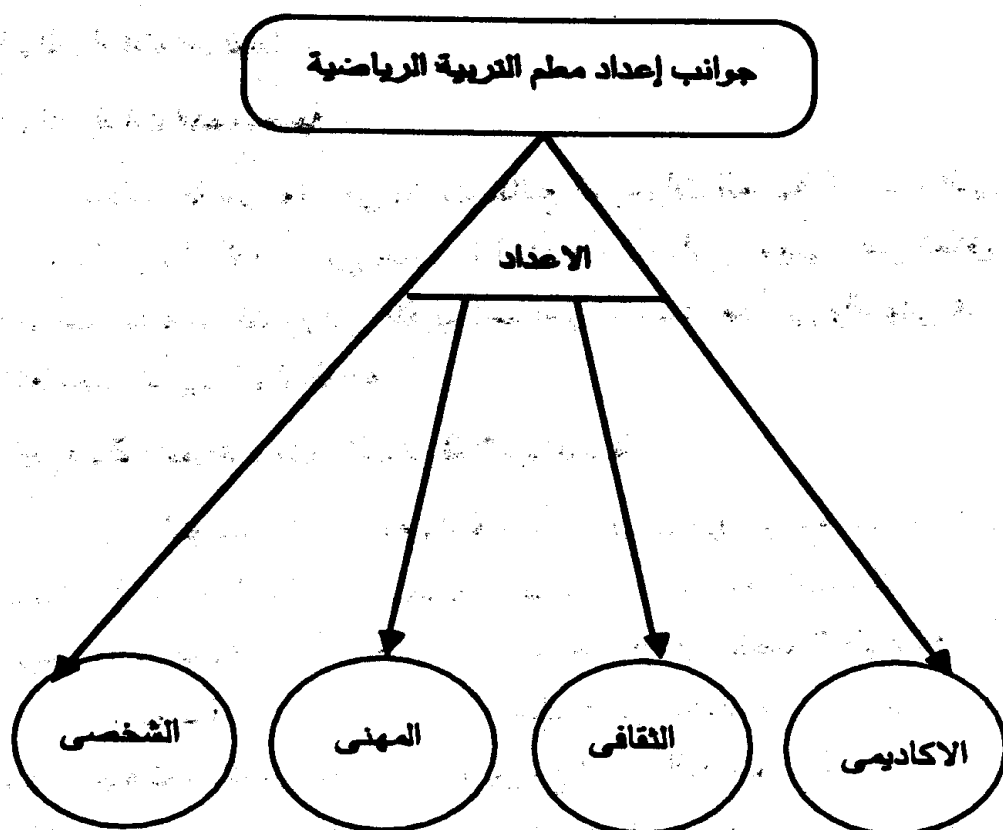 جوانب إعداد معلم التربية الرياضية
الاعداد
الاكاديمى
الثقافى
المهنى
الشخصى